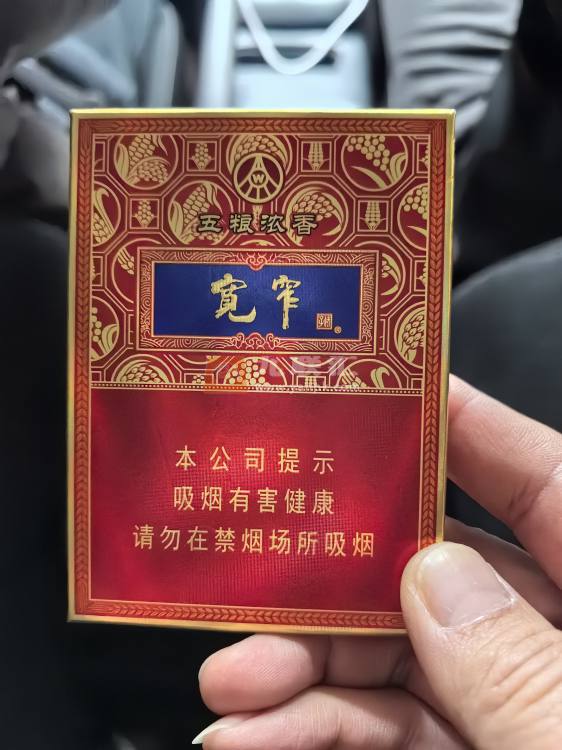 五粮浓香
宽窄
®
本公司提示
吸烟有害健康
请勿在禁烟场所吸烟